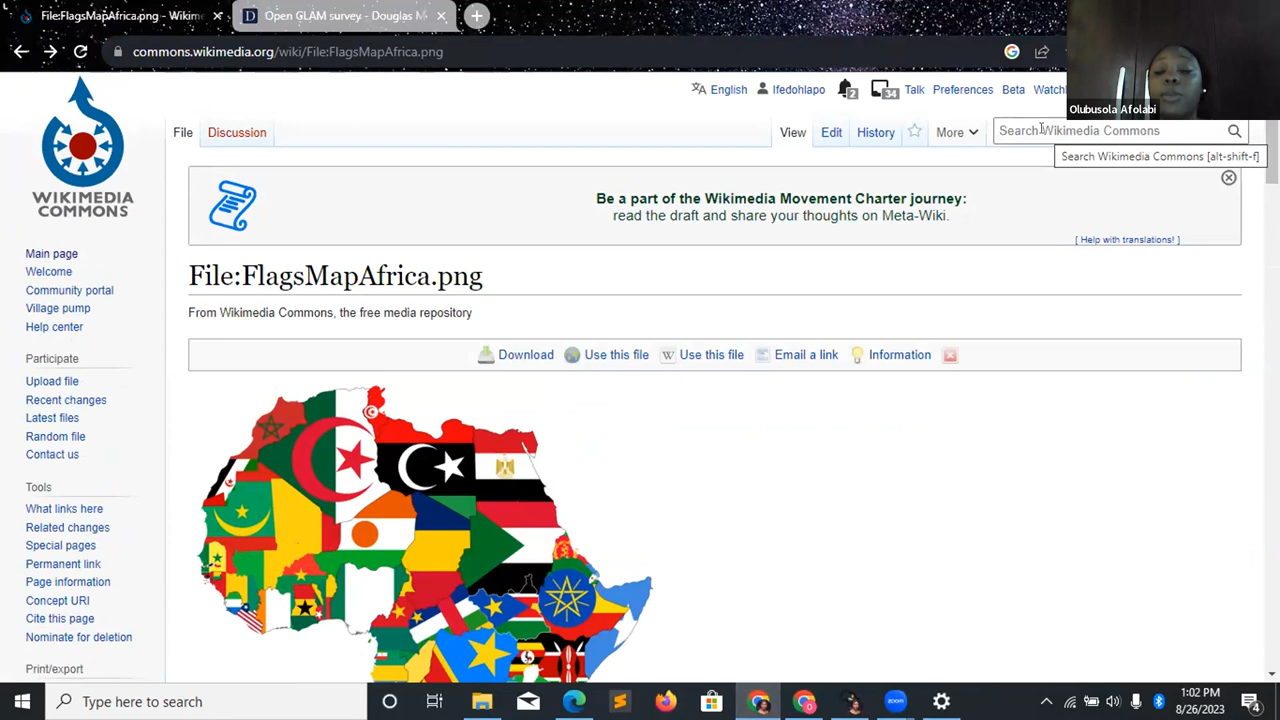 File:FlagsMapAfrica.png - Wikim
Open GLAM survey - Douglas M
commons.wikimedia.org/wiki/File:FlagsMapAfrica.png
Olubusola Afolabi
English
Ifedohlapo
2
34
Talk
Preferences
Beta
Watchl
WIKIMEDIA
COMMONS
File
Discussion
View
Edit
History
More
Search Wikimedia Commons
Search Wikimedia Commons [alt-shift-f]
Be a part of the Wikimedia Movement Charter journey:
read the draft and share your thoughts on Meta-Wiki.
[ Help with translations! ]
Main page
Welcome
Community portal
Village pump
Help center
Participate
Upload file
Recent changes
Latest files
Random file
Contact us
Tools
What links here
Related changes
Special pages
Permanent link
Page information
Concept URI
Cite this page
Nominate for deletion
Print/export
File:FlagsMapAfrica.png
From Wikimedia Commons, the free media repository
Download
Use this file
W
Use this file
Email a link
Information
Type here to search
zoom
1:02 PM
8/26/2023
4